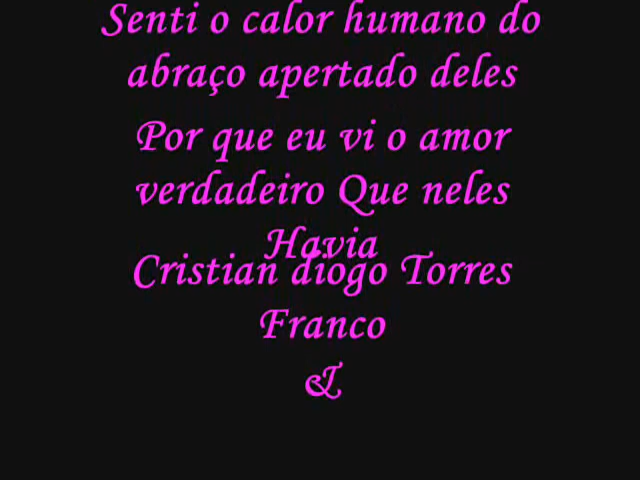 Senti o calor humano do
abraço apertado deles
Por que eu vi o amor
verdadeiro Que neles
Havia
Cristian diogo Torres
Franco
&